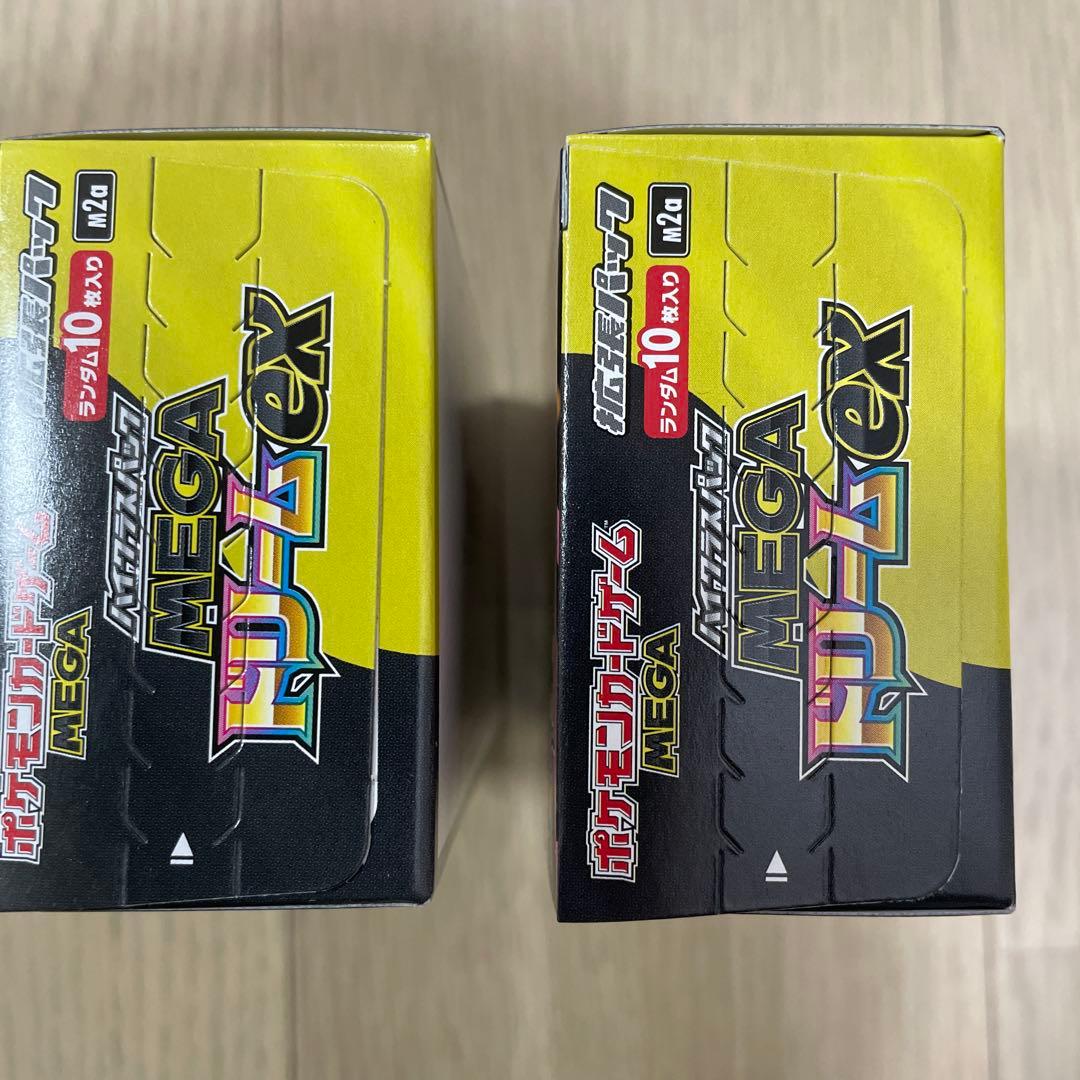 拡張パック
M2a
ランダム10枚入り
ポケモンカードゲーム
MEGA
ハイクラスパック
MEGA
ドリームex
拡張パック
M2a
ランダム10枚入り
ポケモンカードゲーム™
MEGA
ハイクラスパック
MEGA
ドリームex